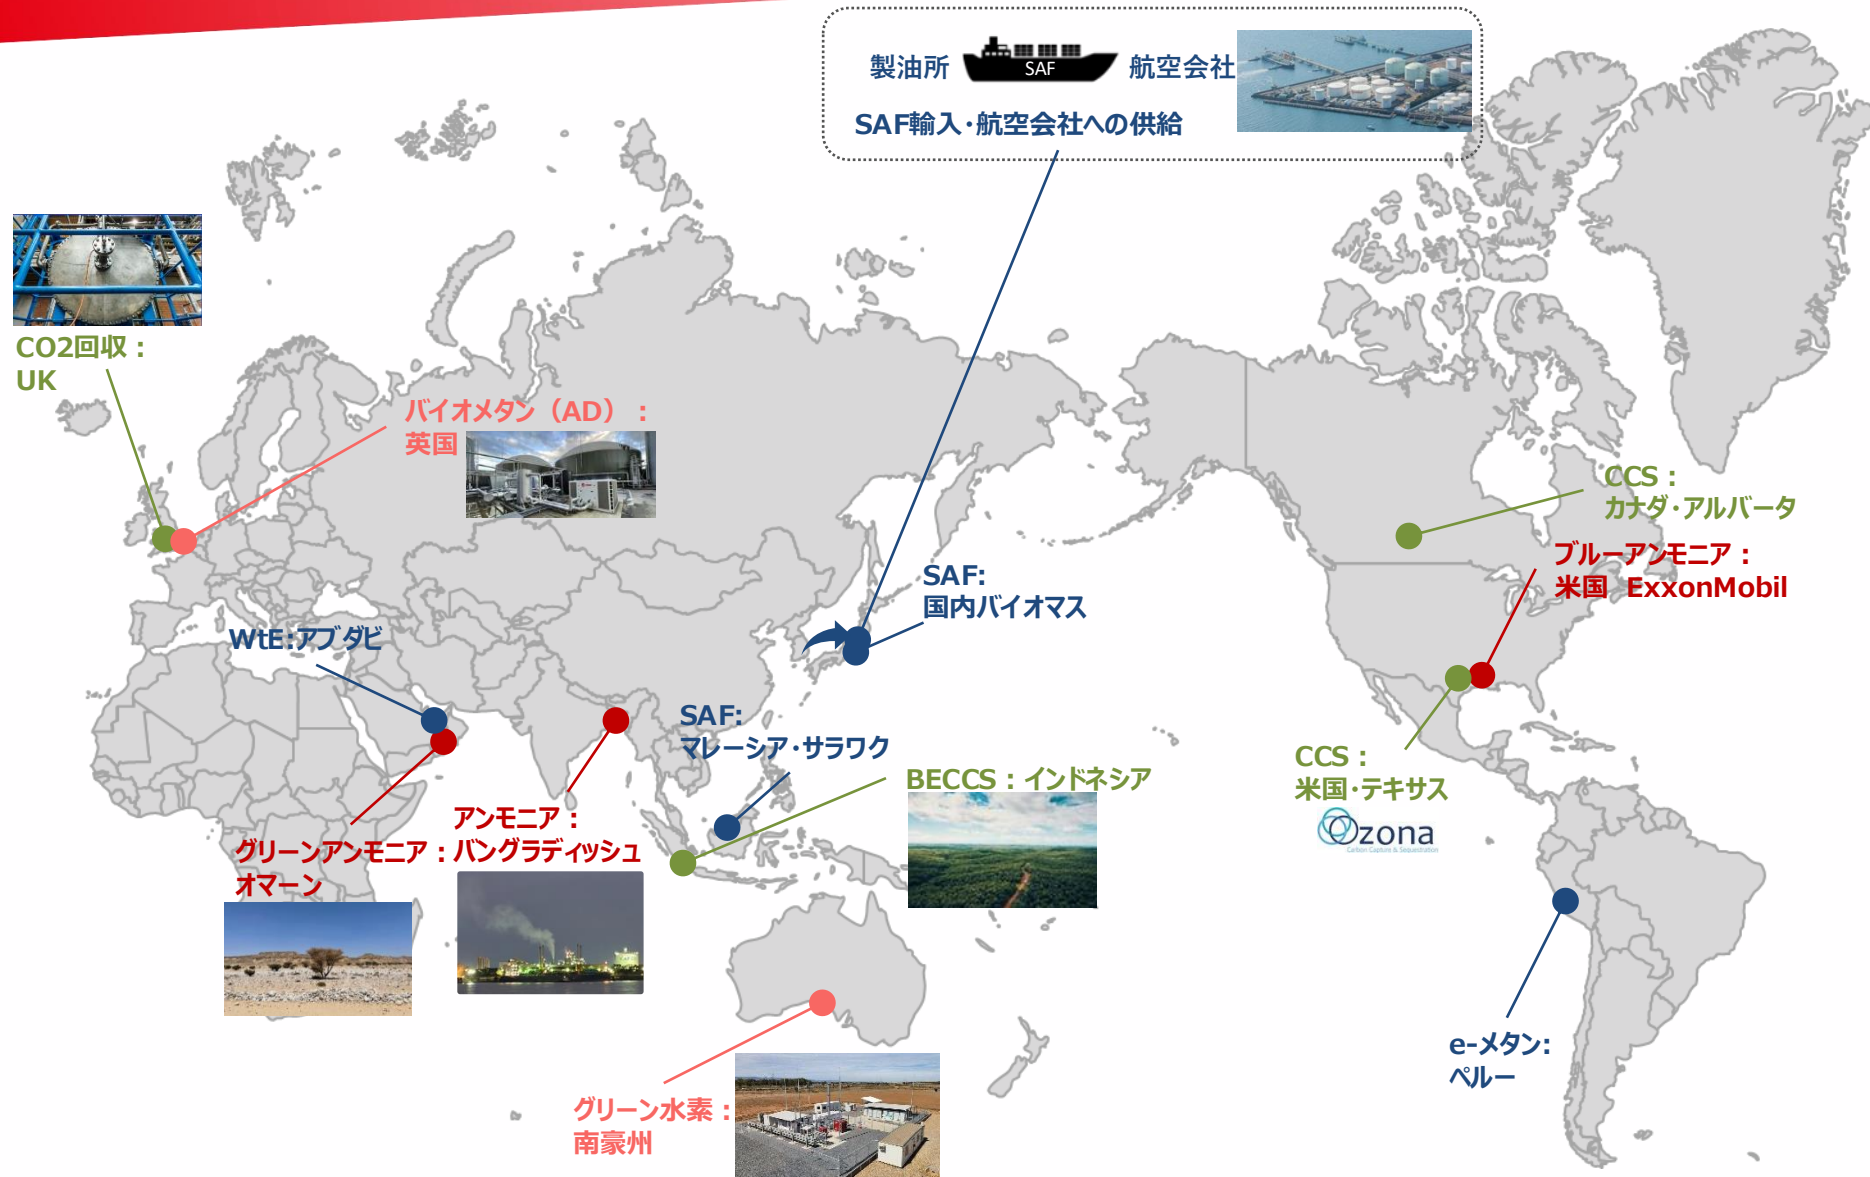 製油所
SAF
航空会社
SAF輸入・航空会社への供給
CO2回収：
UK
バイオメタン（AD）：
英国
CCS：
カナダ・アルバータ
ブルーアンモニア：
米国 ExxonMobil
SAF:
国内バイオマス
WtE:アブダビ
SAF:
マレーシア・サラワク
BECCS：インドネシア
CCS：
米国・テキサス
Ozona
Carbon Capture & Sequestration
アンモニア：
バングラディッシュ
グリーンアンモニア：
オマーン
e-メタン:
ペルー
グリーン水素：
南豪州